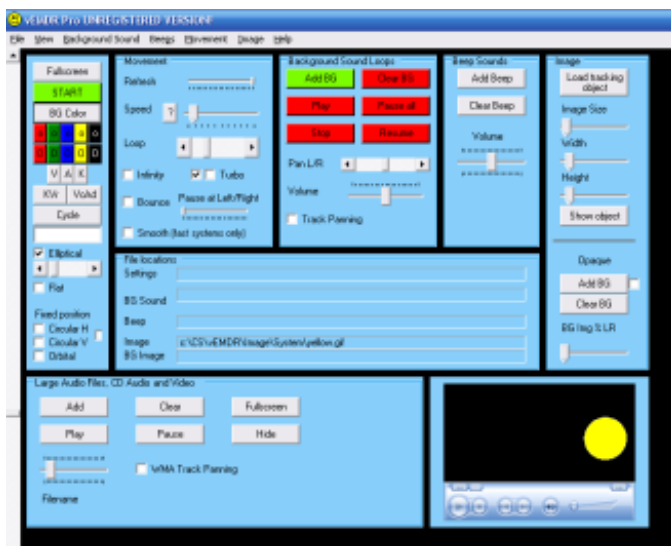 vEMDR Pro UNREGISTERED VERSION!
File View Background Sound Beeps Movement Image Help
Fullscreen
START
BG Color
V A K
KW Vakhd
Cycle
Elliptical
Flat
Fixed position
Circular H
Circular V
Orbital
Movement
Refresh
Speed ?
Loop
Infinity Turbo
Bounce Pause at Left/Right
Smooth (fast systems only)
Background Sound Loops
Add BG Clear BG
Play Pause all
Stop Resume
Pan L/R
Volume
Track Panning
Beep Sounds
Add Beep
Clear Beep
Volume
Image
Load tracking
object
Image Size
Width
Height
Show object
Opaque
Add BG
Clear BG
BG Img % LR
File locations
Settings
BG Sound
Beep
Image c:\CS\vEMDR\Image\System\yellow.gif
BG Image
Large Audio Files, CD Audio and Video
Add Clear Fullscreen
Play Pause Hide
WMA Track Panning
Filename